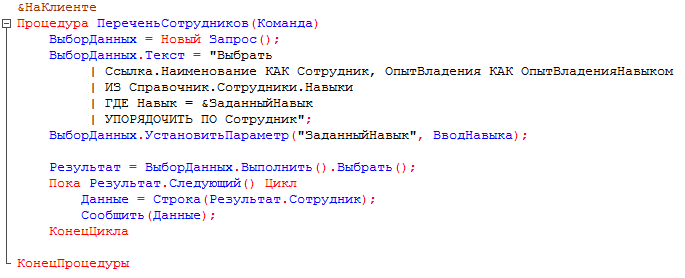 &НаКлиенте
Процедура ПереченьСотрудников(Команда)
ВыборДанных = Новый Запрос();
ВыборДанных.Текст = "Выбрать
| Ссылка.Наименование КАК Сотрудник, ОпытВладения КАК ОпытВладенияНавыком
| ИЗ Справочник.Сотрудники.Навыки
| ГДЕ Навык = &ЗаданныйНавык
| УПОРЯДОЧИТЬ ПО Сотрудник";
ВыборДанных.УстановитьПараметр("ЗаданныйНавык", ВводНавыка);
Результат = ВыборДанных.Выполнить().Выбрать();
Пока Результат.Следующий() Цикл
Данные = Строка(Результат.Сотрудник);
Сообщить(Данные);
КонецЦикла
КонецПроцедуры